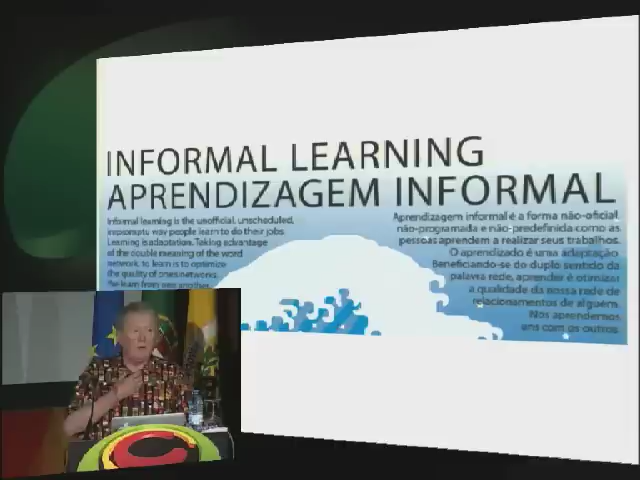 INFORMAL LEARNING
APRENDIZAGEM INFORMAL
Informal learning is the unofficial, unscheduled,
impromptu way people learn to do their jobs.
Learning is adaptation. Taking advantage
of the double meaning of the word
network, to learn is to optimize
the quality of ones networks.
We learn from one another.
Aprendizagem informal é a forma não-oficial,
não-programada e não-predefinida como as
pessoas aprendem a realizar seus trabalhos.
O aprendizado é uma adaptação.
Beneficiando-se do duplo sentido da
palavra rede, aprender é otimizar
a qualidade da nossa rede de
relacionamentos de alguém.
Nos aprendemos
uns com os outros.